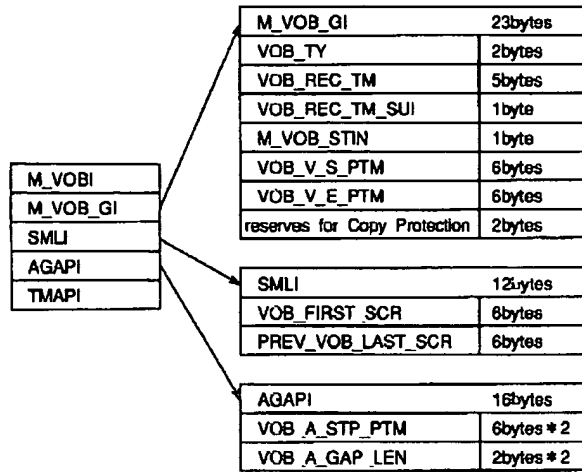 M_VOB_GI 23bytes
VOB_TY 2bytes
VOB_REC_TM 5bytes
VOB_REC_TM_SUI 1byte
M_VOB_STIN 1byte
VOB_V_S_PTM 6bytes
VOB_V_E_PTM 6bytes
reserves for Copy Protection 2bytes
M_VOBI
M_VOB_GI
SMLI
AGAPI
TMAPI
SMLI 12bytes
VOB_FIRST_SCR 6bytes
PREV_VOB_LAST_SCR 6bytes
AGAPI 16bytes
VOB_A_STP_PTM 6bytes*2
VOB_A_GAP_LEN 2bytes*2